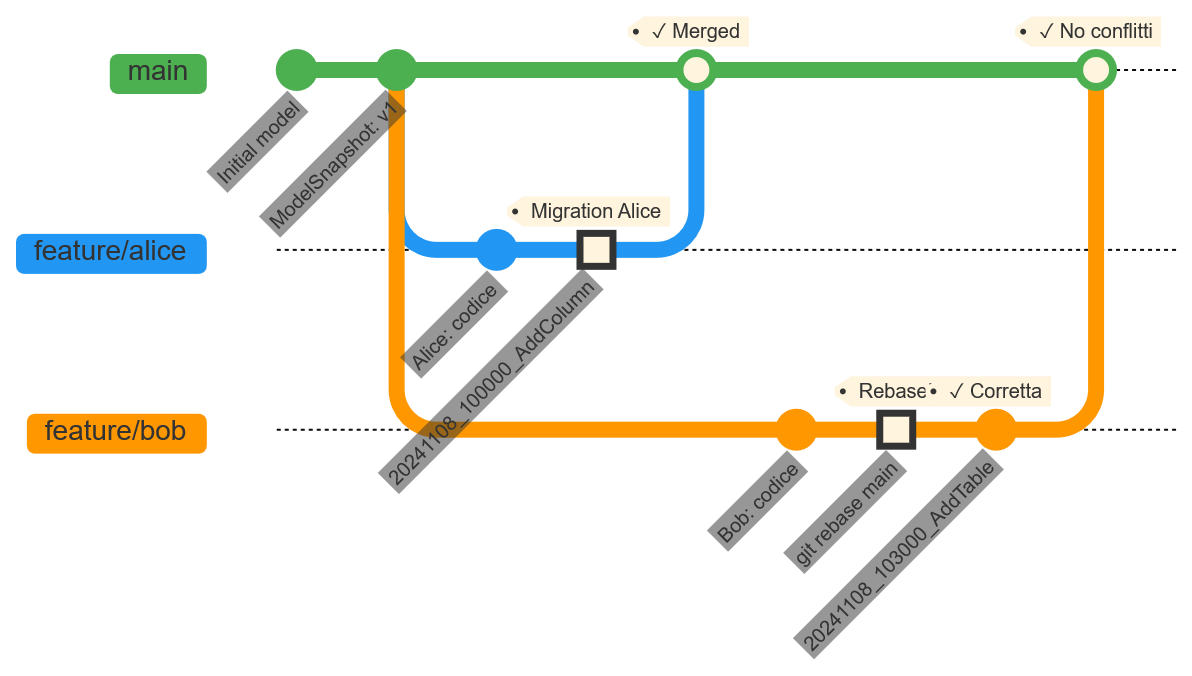 ✓ Merged
✓ No conflitti
main
Initial model
ModelSnapshot: v1
Migration Alice
feature/alice
Alice: codice
20241108_100000_AddColumn
Rebase
✓ Corretta
feature/bob
Bob: codice
git rebase main
20241108_103000_AddTable